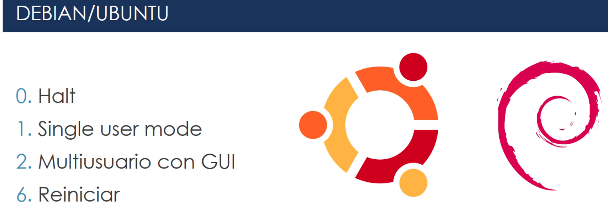 DEBIAN/UBUNTU
0. Halt
1. Single user mode
2. Multiusuario con GUI
6. Reiniciar